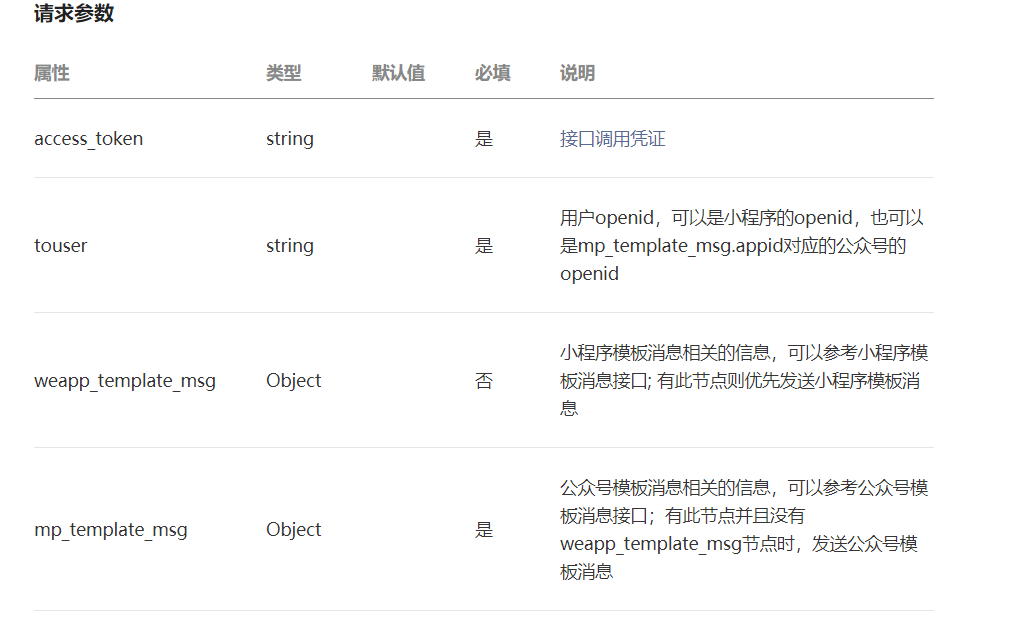 请求参数
属性 类型 默认值 必填 说明
access_token string 是 接口调用凭证
touser string 是 用户openid，可以是小程序的openid，也可以
是mp_template_msg.appid对应的公众号的
openid
weapp_template_msg Object 否 小程序模板消息相关的信息，可以参考小程序模
板消息接口; 有此节点则优先发送小程序模板消
息
mp_template_msg Object 是 公众号模板消息相关的信息，可以参考公众号模
板消息接口；有此节点并且没有
weapp_template_msg节点时，发送公众号模
板消息